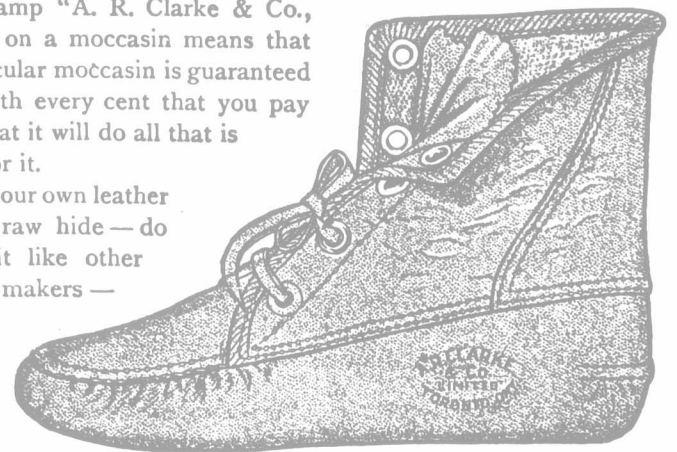 amp “A. R. Clarke & Co.,
on a moccasin means that
cular moccasin is guaranteed
th every cent that you pay
at it will do all that is
or it.
our own leather
raw hide — do
it like other
makers —
A. R. CLARKE
& CO.
LIMITED
TORONTO